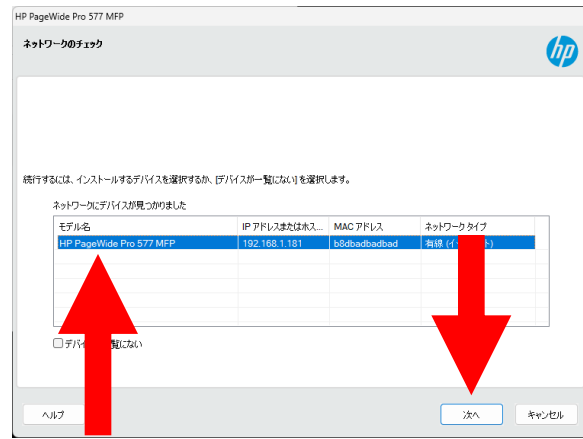 HP PageWide Pro 577 MFP
ネットワークのチェック
hp
続行するには、インストールするデバイスを選択するか、[デバイスが一覧にない] を選択します。
ネットワークにデバイスが見つかりました
モデル名 IP アドレスまたはホス... MAC アドレス ネットワーク タイプ
HP PageWide Pro 577 MFP 192.168.1.181 b8dbadbadbad 有線
覧にない
ヘルプ 次へ キャンセル